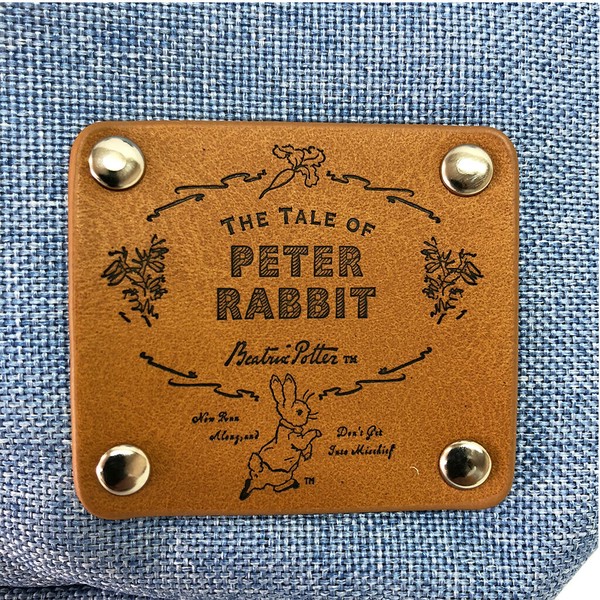 THE TALE OF
PETER
RABBIT
Beatrix Potter TM
Now Run
Along, and
Don't Get
Into Mischief
TM